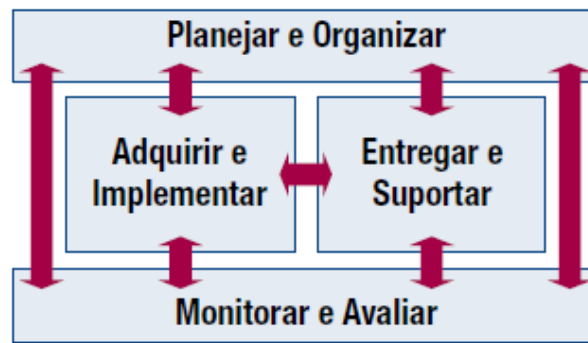 Planejar e Organizar
Adquirir e
Implementar
Entregar e
Suportar
Monitorar e Avaliar